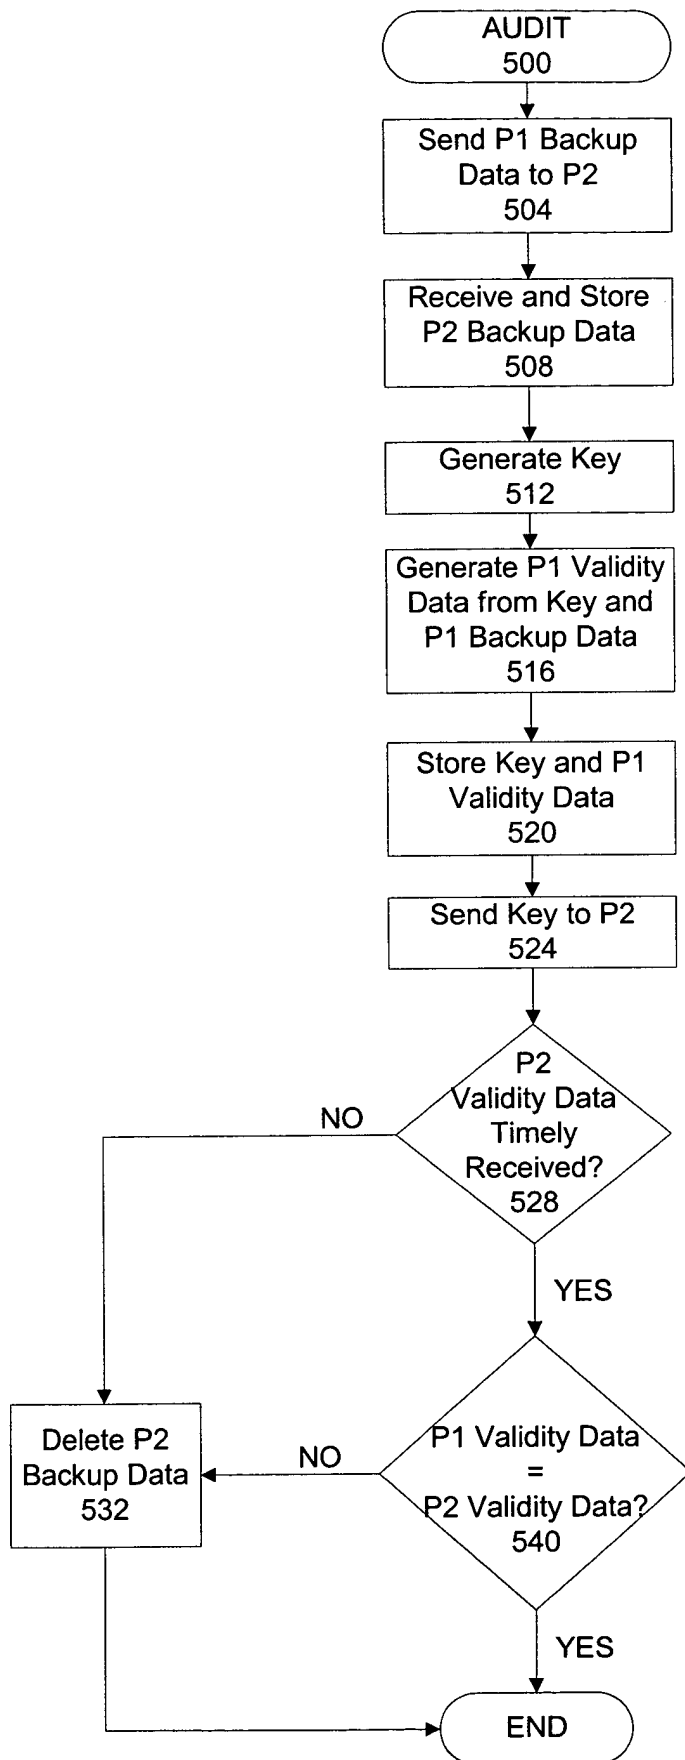 AUDIT
500
Send P1 Backup
Data to P2
504
Receive and Store
P2 Backup Data
508
Generate Key
512
Generate P1 Validity
Data from Key and
P1 Backup Data
516
Store Key and P1
Validity Data
520
Send Key to P2
524
P2
Validity Data
Timely
Received?
528
NO
YES
P1 Validity Data
=
P2 Validity Data?
540
NO
Delete P2
Backup Data
532
YES
END